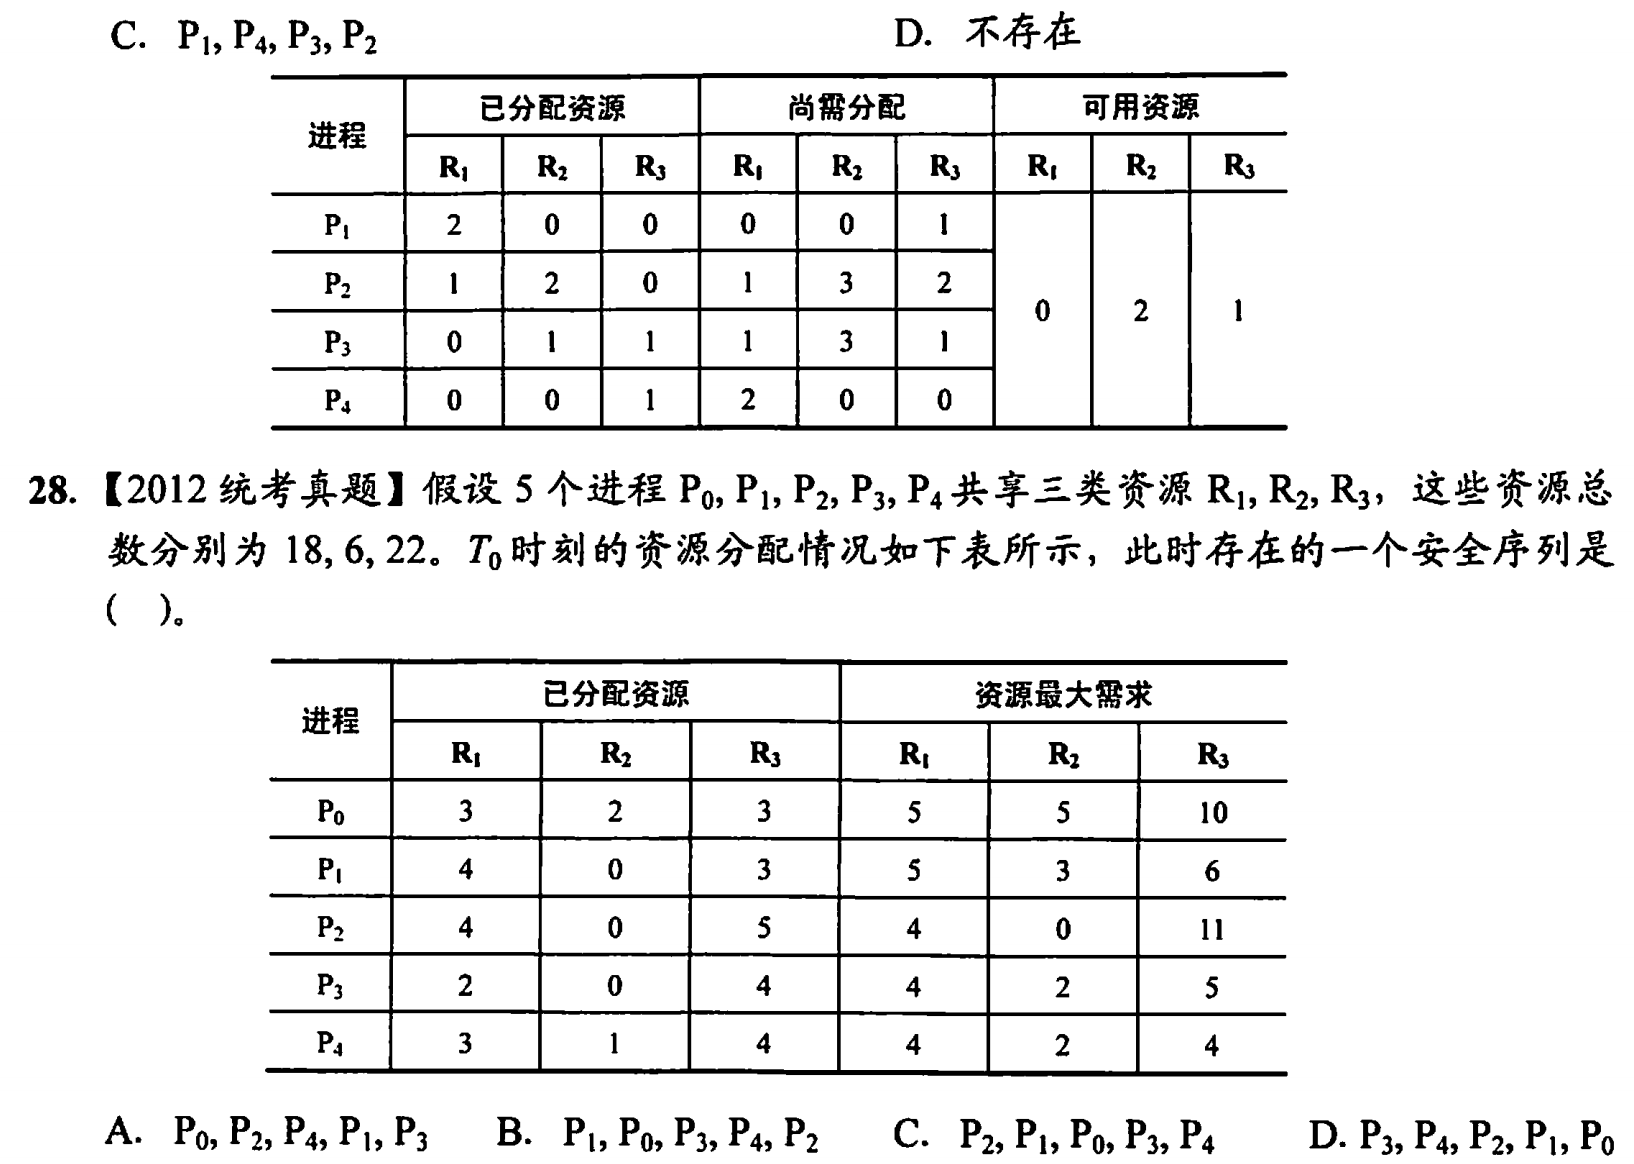 C. P₁, P₄, P₃, P₂ D. 不存在
进程 已分配资源 尚需分配 可用资源
R₁ R₂ R₃ R₁ R₂ R₃ R₁ R₂ R₃
P₁ 2 0 0 0 0 1
P₂ 1 2 0 1 3 2
0 2 1
P₃ 0 1 1 1 3 1
P₄ 0 0 1 2 0 0
28.【2012 统考真题】假设 5 个进程 P₀, P₁, P₂, P₃, P₄共享三类资源 R₁, R₂, R₃，这些资源总
数分别为 18, 6, 22。T₀时刻的资源分配情况如下表所示，此时存在的一个安全序列是
( )。
进程 已分配资源 资源最大需求
R₁ R₂ R₃ R₁ R₂ R₃
P₀ 3 2 3 5 5 10
P₁ 4 0 3 5 3 6
P₂ 4 0 5 4 0 11
P₃ 2 0 4 4 2 5
P₄ 3 1 4 4 2 4
A. P₀, P₂, P₄, P₁, P₃ B. P₁, P₀, P₃, P₄, P₂ C. P₂, P₁, P₀, P₃, P₄ D. P₃, P₄, P₂, P₁, P₀